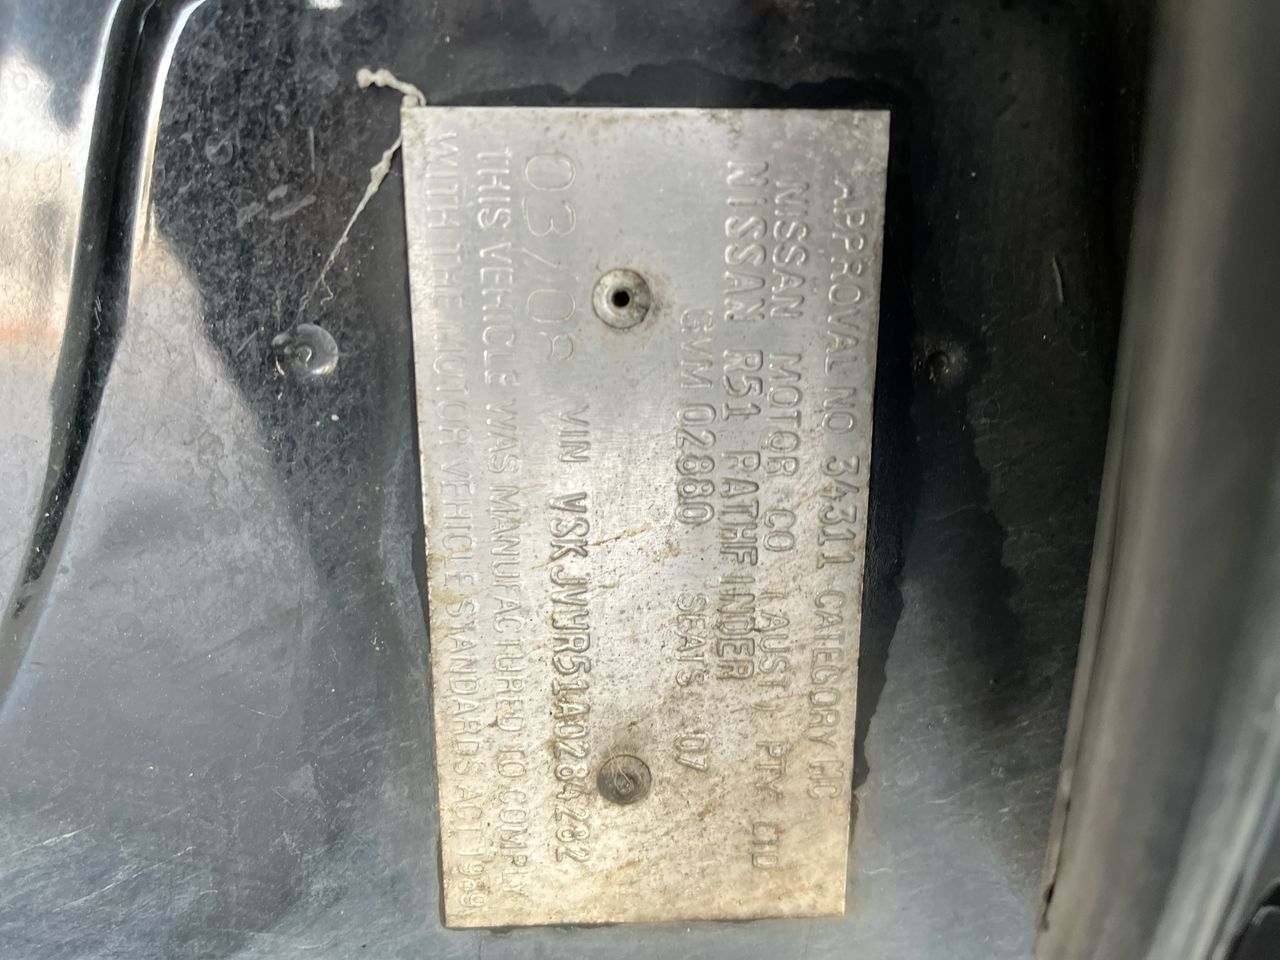 APPROVAL NO 34311 CATEGORY MC
NISSAN MOTOR CO (AUST) PTY LTD
NISSAN R51 PATHFINDER
GVM 02880 SEATS 07
03/08 VIN VSKJVWR51A0284282
THIS VEHICLE WAS MANUFACTURED TO COMPLY
WITH THE MOTOR VEHICLE STANDARDS ACT 1989